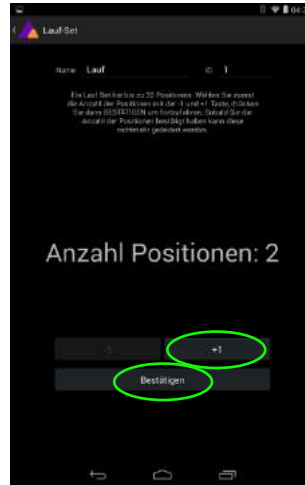 04:
Lauf-Set
Name Lauf ID 1
Ein Lauf Set hat bis zu 32 Positionen. Wählen Sie zuerst
die Anzahl der Positionen mit der -1 und +1 Taste, drücken
Sie dann BESTÄTIGEN um fortzufahren. Sobald Sie die
Anzahl der Positionen bestätigt haben kann diese
nicht mehr geändert werden.
Anzahl Positionen: 2
-1 +1
Bestätigen